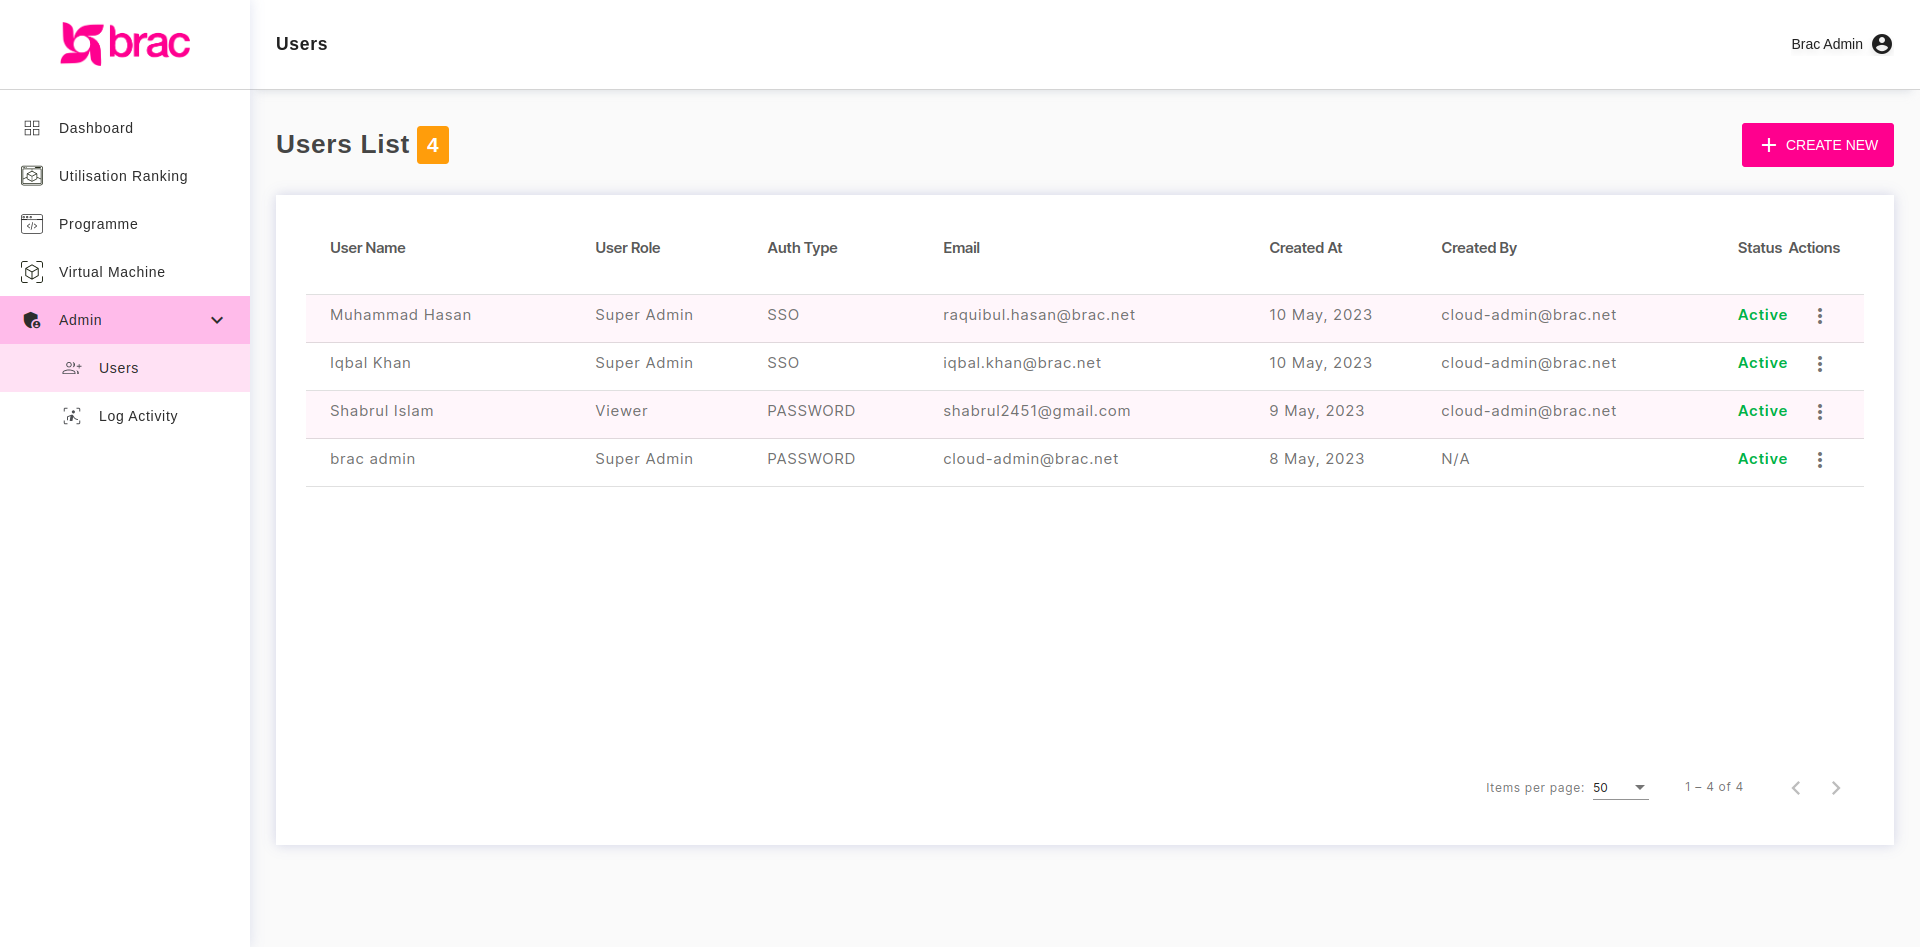 brac
Users
Brac Admin
Dashboard
Utilisation Ranking
Programme
Virtual Machine
Admin
Users
Log Activity
Users List 4
CREATE NEW
User Name User Role Auth Type Email Created At Created By Status Actions
Muhammad Hasan Super Admin SSO raquibul.hasan@brac.net 10 May, 2023 cloud-admin@brac.net Active
Iqbal Khan Super Admin SSO iqbal.khan@brac.net 10 May, 2023 cloud-admin@brac.net Active
Shabrul Islam Viewer PASSWORD shabrul2451@gmail.com 9 May, 2023 cloud-admin@brac.net Active
brac admin Super Admin PASSWORD cloud-admin@brac.net 8 May, 2023 N/A Active
Items per page: 50 1 – 4 of 4